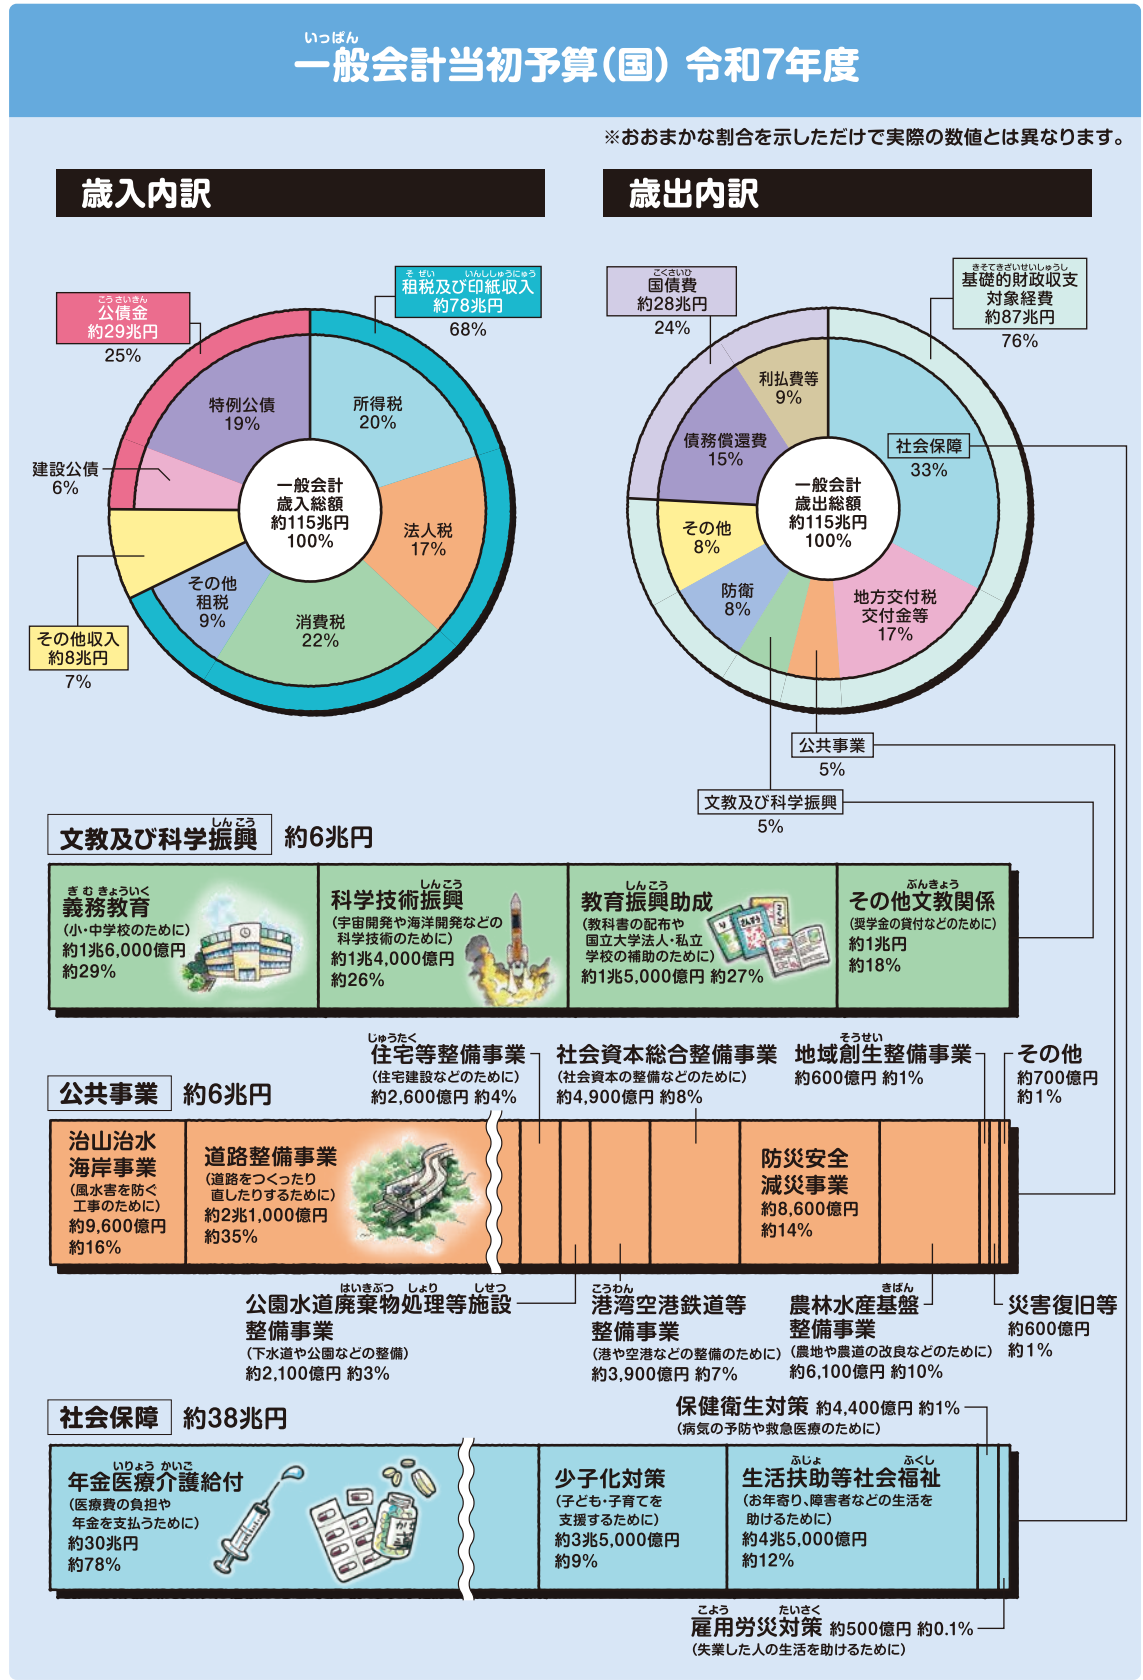 いっぱん
一般会計当初予算(国) 令和7年度
※おおまかな割合を示しただけで実際の数値とは異なります。
歳入内訳
こうさいきん
公債金
約29兆円
25%
そ ぜい いんししゅうにゅう
租税及び印紙収入
約78兆円
68%
特例公債
19%
所得税
20%
建設公債
6%
一般会計
歳入総額
約115兆円
100%
法人税
17%
その他
租税
9%
消費税
22%
その他収入
約8兆円
7%
歳出内訳
こくさいひ
国債費
約28兆円
24%
きそてきざいせいしゅうし
基礎的財政収支
対象経費
約87兆円
76%
利払費等
9%
債務償還費
15%
社会保障
33%
一般会計
歳出総額
約115兆円
100%
その他
8%
防衛
8%
地方交付税
交付金等
17%
公共事業
5%
文教及び科学振興
5%
しんこう
文教及び科学振興 約6兆円
ぎ む きょういく
義務教育
(小・中学校のために)
約1兆6,000億円
約29%
しんこう
科学技術振興
(宇宙開発や海洋開発などの
科学技術のために)
約1兆4,000億円
約26%
しんこう
教育振興助成
(教科書の配布や
国立大学法人・私立
学校の補助のために)
約1兆5,000億円 約27%
ぶんきょう
その他文教関係
(奨学金の貸付などのために)
約1兆円
約18%
公共事業 約6兆円
じゅうたく
住宅等整備事業
(住宅建設などのために)
約2,600億円 約4%
社会資本総合整備事業
(社会資本の整備などのために)
約4,900億円 約8%
そうせい
地域創生整備事業
約600億円 約1%
その他
約700億円
約1%
治山治水
海岸事業
(風水害を防ぐ
工事のために)
約9,600億円
約16%
道路整備事業
(道路をつくったり
直したりするために)
約2兆1,000億円
約35%
防災安全
減災事業
約8,600億円
約14%
はいきぶつ しょり しせつ
公園水道廃棄物処理等施設
整備事業
(下水道や公園などの整備)
約2,100億円 約3%
こうわん
港湾空港鉄道等
整備事業
(港や空港などの整備のために)
約3,900億円 約7%
きばん
農林水産基盤
整備事業
(農地や農道の改良などのために)
約6,100億円 約10%
災害復旧等
約600億円
約1%
社会保障 約38兆円
保健衛生対策 約4,400億円 約1%
(病気の予防や救急医療のために)
いりょう かいご
年金医療介護給付
(医療費の負担や
年金を支払うために)
約30兆円
約78%
少子化対策
(子ども・子育てを
支援するために)
約3兆5,000億円
約9%
ふじょ ふくし
生活扶助等社会福祉
(お年寄り、障害者などの生活を
助けるために)
約4兆5,000億円
約12%
こよう たいさく
雇用労災対策 約500億円 約0.1%
(失業した人の生活を助けるために)